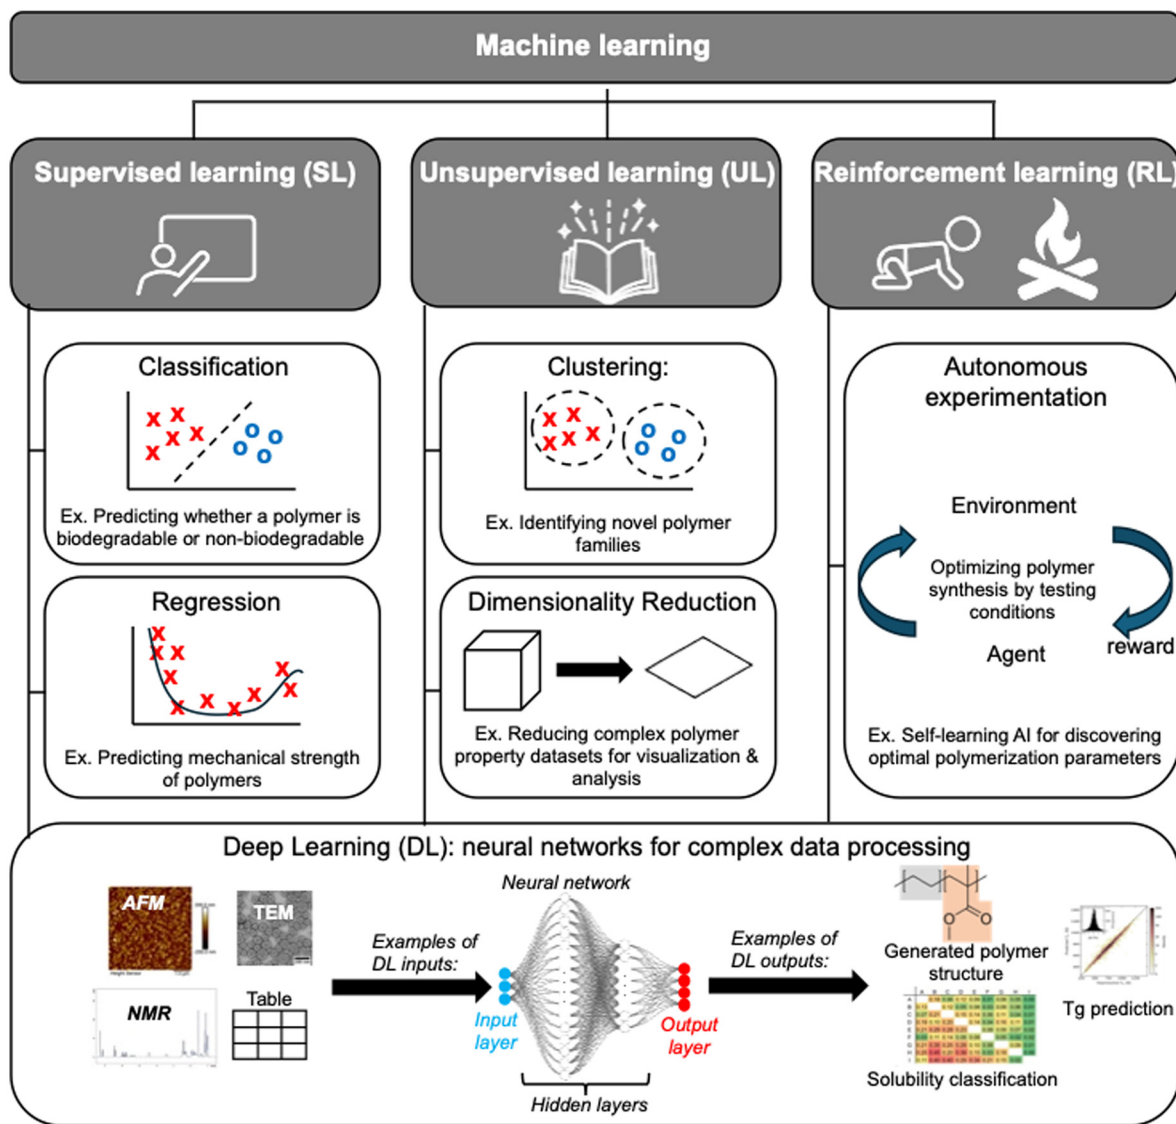 Machine learning
Supervised learning (SL)
Unsupervised learning (UL)
Reinforcement learning (RL)
Classification
x x x x x
o o o o
Ex. Predicting whether a polymer is
biodegradable or non-biodegradable
Regression
x x x x x x x x x x
Ex. Predicting mechanical strength
of polymers
Clustering:
x x x x x
o o o o
Ex. Identifying novel polymer
families
Dimensionality Reduction
Ex. Reducing complex polymer
property datasets for visualization &
analysis
Autonomous
experimentation
Environment
Optimizing polymer
synthesis by testing
conditions
Agent
reward
Ex. Self-learning AI for discovering
optimal polymerization parameters
Deep Learning (DL): neural networks for complex data processing
AFM
Height Sensor
TEM
NMR
Table
Examples of
DL inputs:
Neural network
Input
layer
Output
layer
Hidden layers
Examples of
DL outputs:
O
O
Generated polymer
structure
Solubility classification
Tg prediction